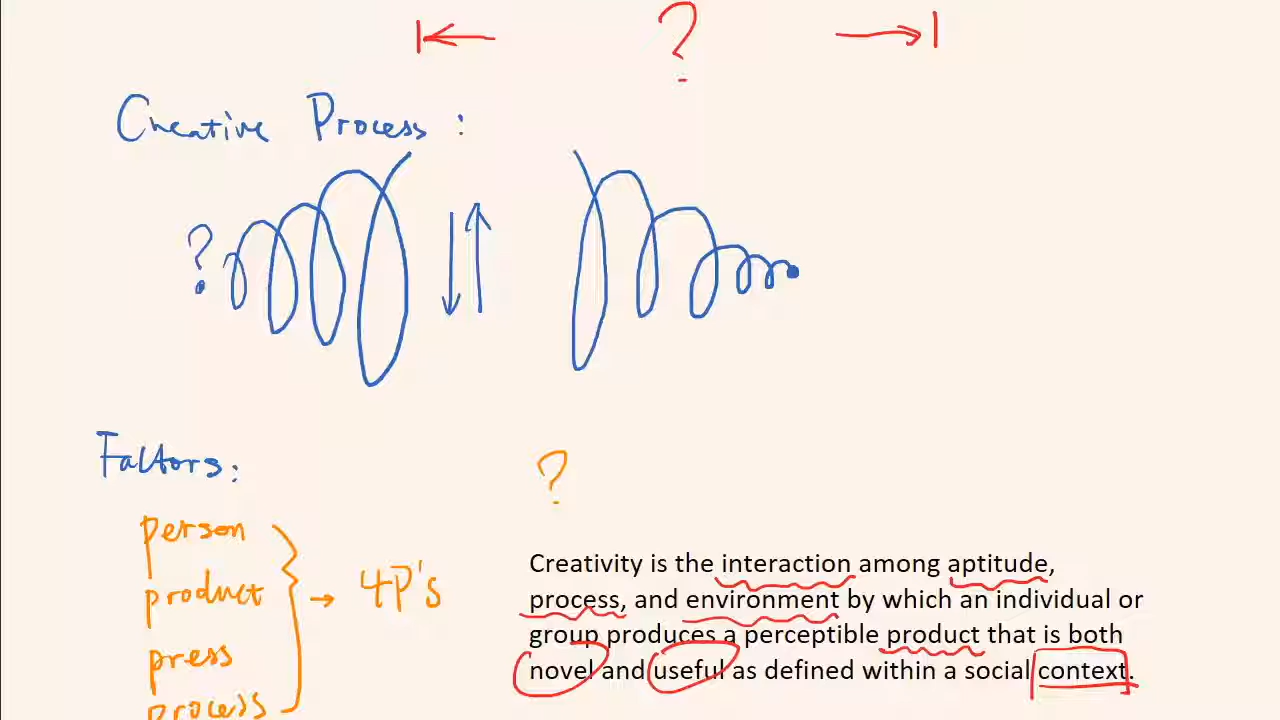 ?
Creative Process :
?
Factors:
?
person
product
press
process
→ 4P's
Creativity is the interaction among aptitude,
process, and environment by which an individual or
group produces a perceptible product that is both
novel and useful as defined within a social context.